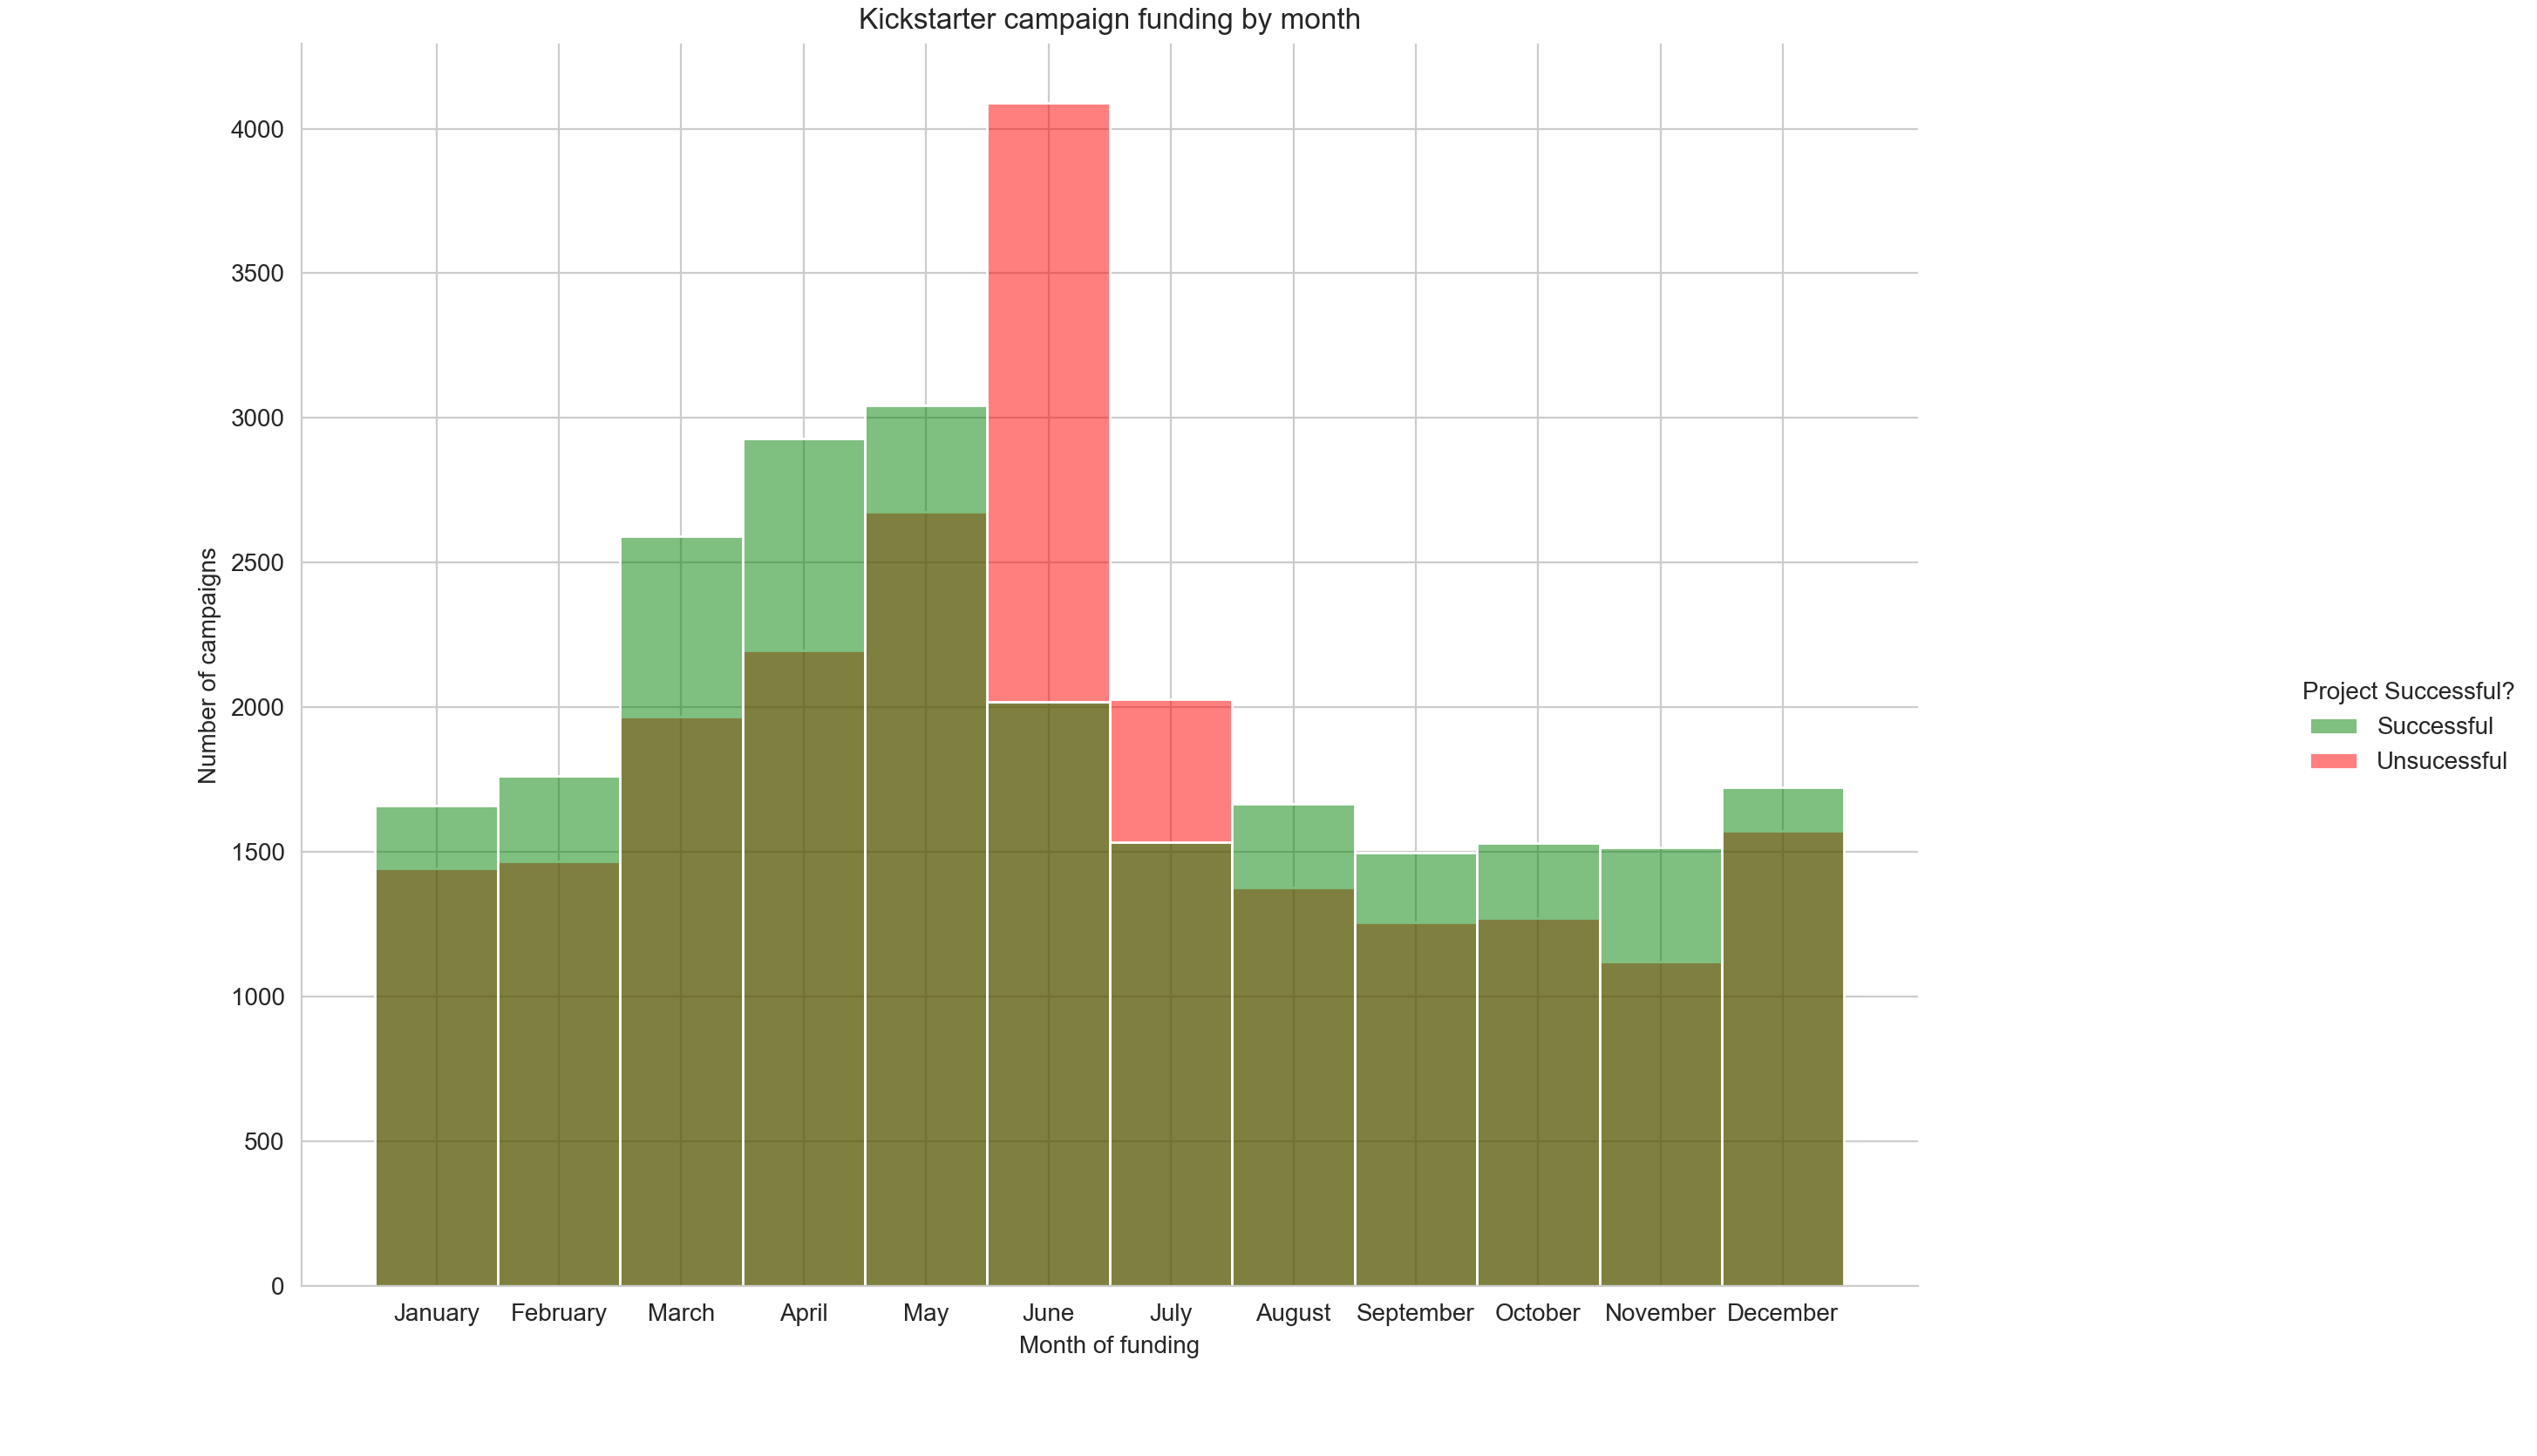 Kickstarter campaign funding by month
4000
3500
3000
2500
2000
1500
1000
500
0
Number of campaigns
January February March April May June July August September October November December
Month of funding
Project Successful?
Successful
Unsucessful